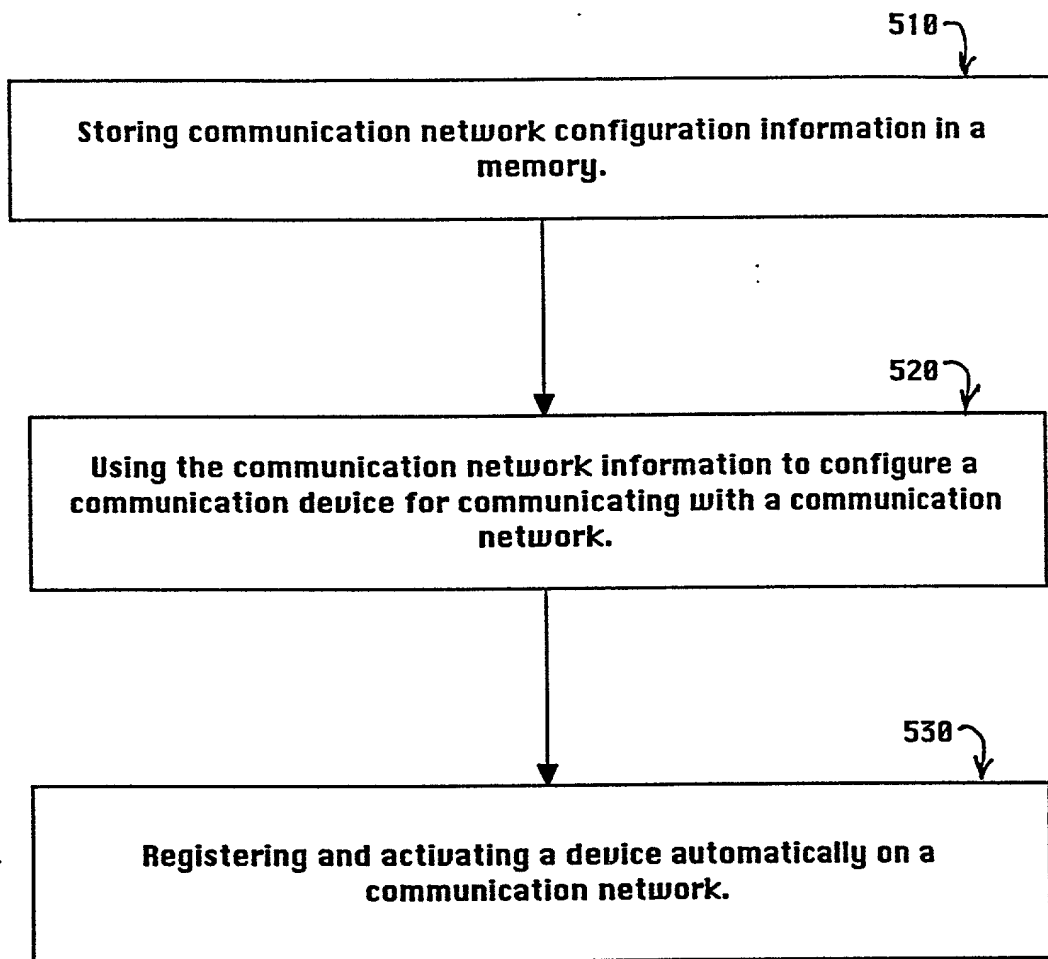 510
Storing communication network configuration information in a
memory.
520
Using the communication network information to configure a
communication device for communicating with a communication
network.
530
Registering and activating a device automatically on a
communication network.